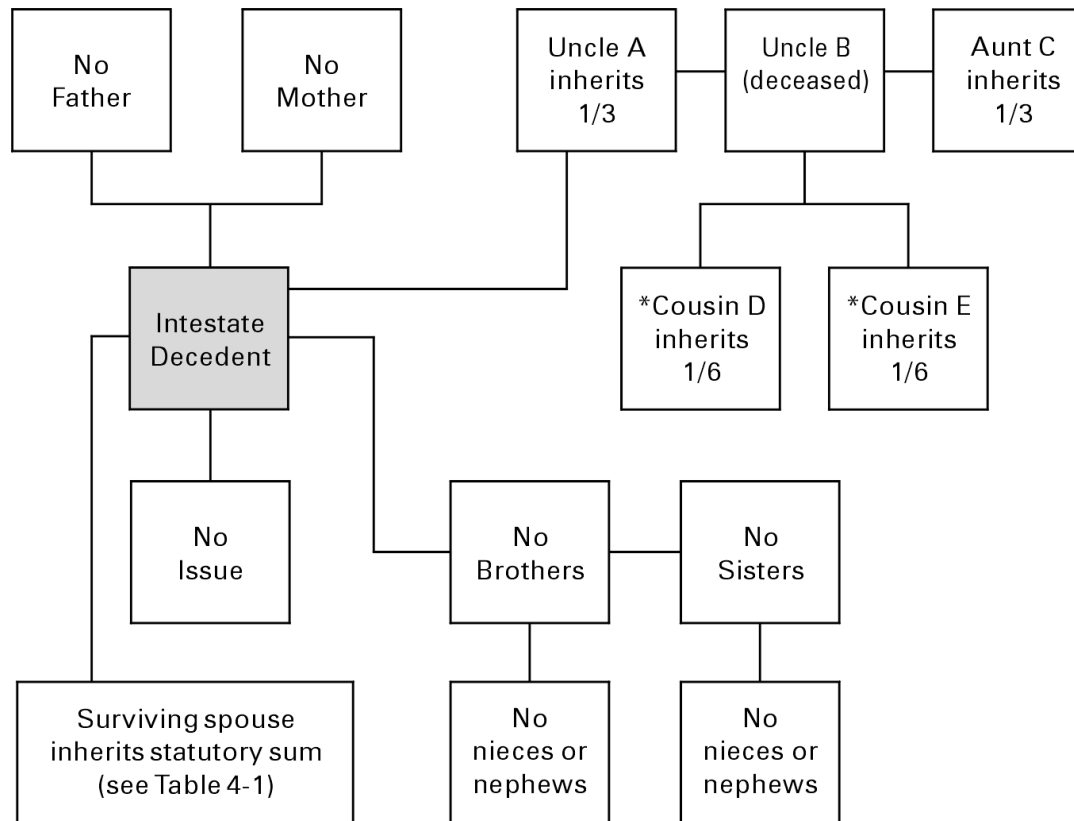 No
Father
No
Mother
Uncle A
inherits
1/3
Uncle B
(deceased)
Aunt C
inherits
1/3
Intestate
Decedent
*Cousin D
inherits
1/6
*Cousin E
inherits
1/6
No
Issue
No
Brothers
No
Sisters
Surviving spouse
inherits statutory sum
(see Table 4-1)
No
nieces or
nephews
No
nieces or
nephews